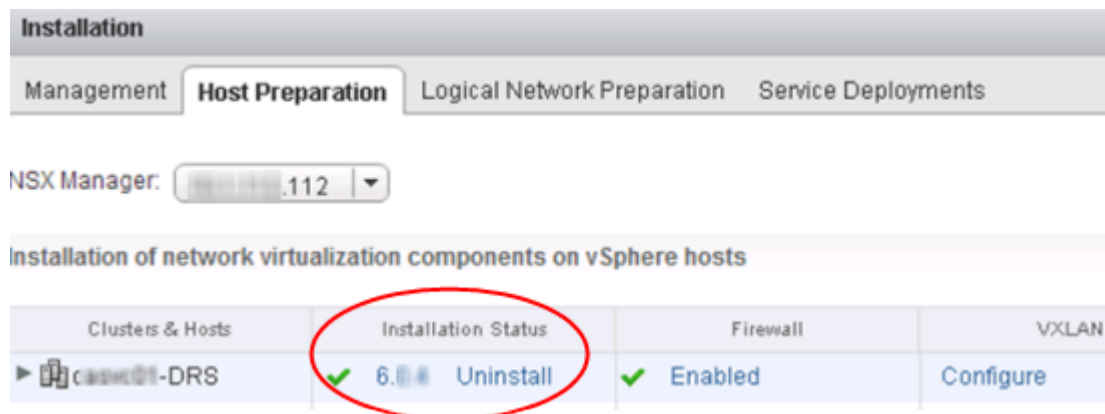 Installation
Management Host Preparation Logical Network Preparation Service Deployments
NSX Manager: .112
Installation of network virtualization components on vSphere hosts
Clusters & Hosts Installation Status Firewall VXLAN
-DRS 6. Uninstall Enabled Configure